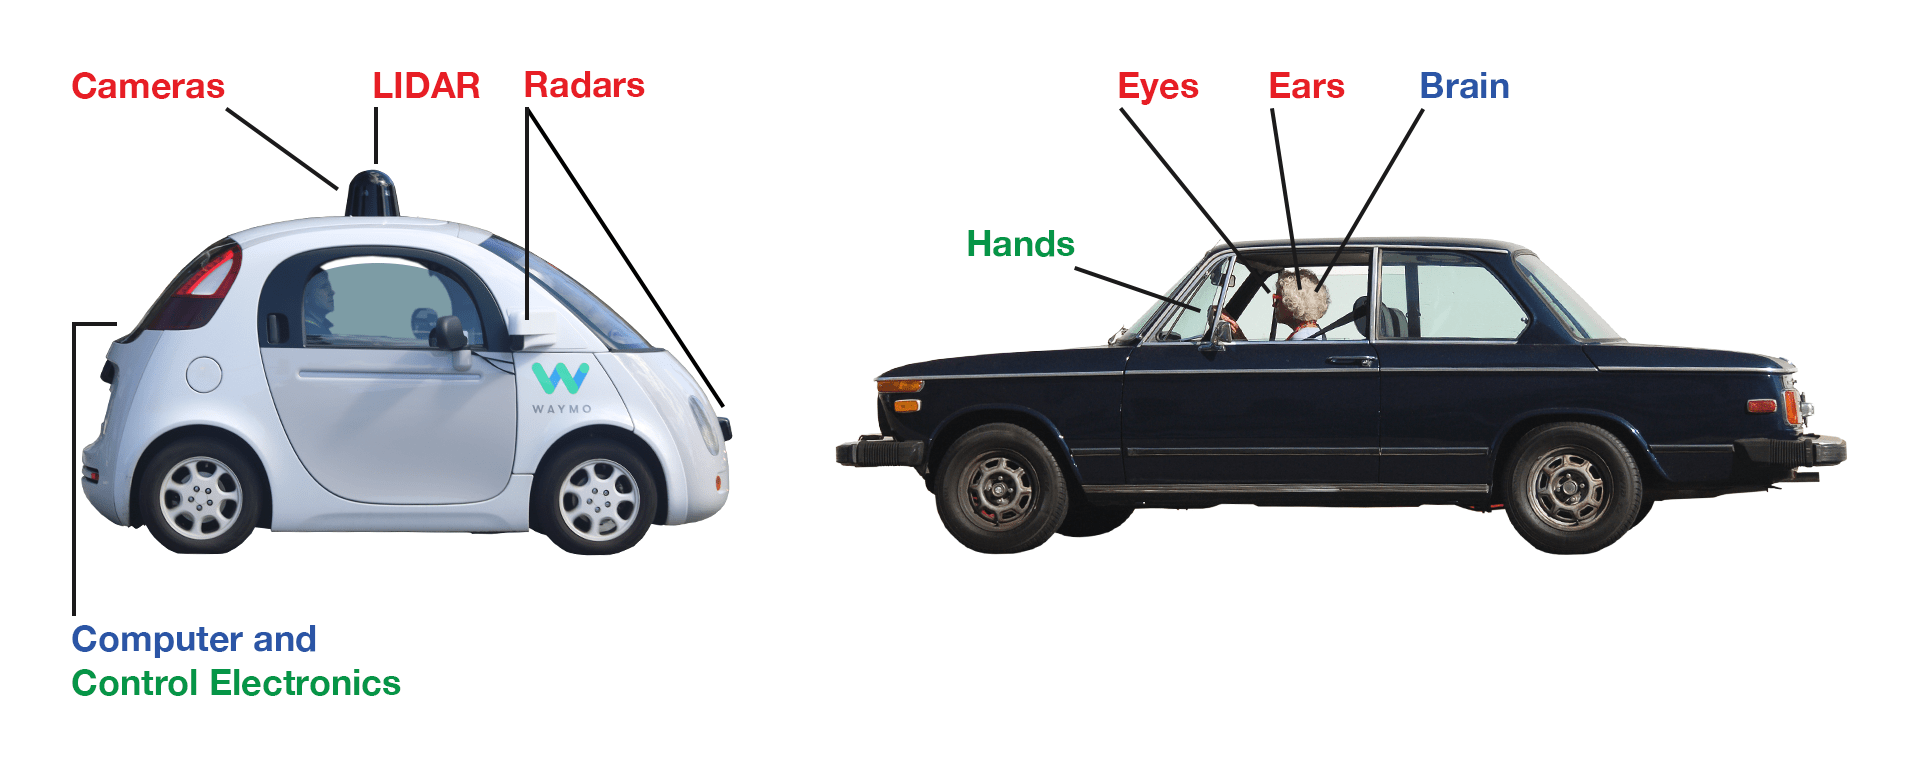 Cameras
LIDAR
Radars
Eyes
Ears
Brain
Hands
WAYMO
Computer and
Control Electronics